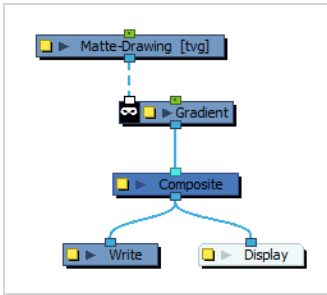 Matte-Drawing [tvg]
Gradient
Composite
Write
Display